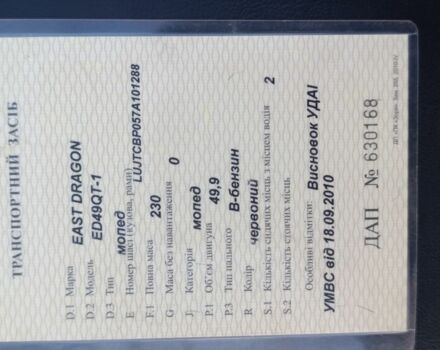 ТРАНСПОРТНИЙ ЗАСІБ
D.1 Марка EAST DRAGON
D.2 Модель ED49QT-1
D.3 Тип мопед
E Номер шасі (кузова, рами) LUJTCBP057A101288
F.1 Повна маса 230
G Маса без навантаження 0
J Категорія мопед
P.1 Об'єм двигуна 49,9
P.3 Тип пального В-бензин
R Колір червоний
S.1 Кількість сидячих місць з місцем водія 2
S.2 Кількість стоячих місць
Особливі відмітки: Висновок УДАІ
УМВС від 18.09.2010
ДАП № 630168